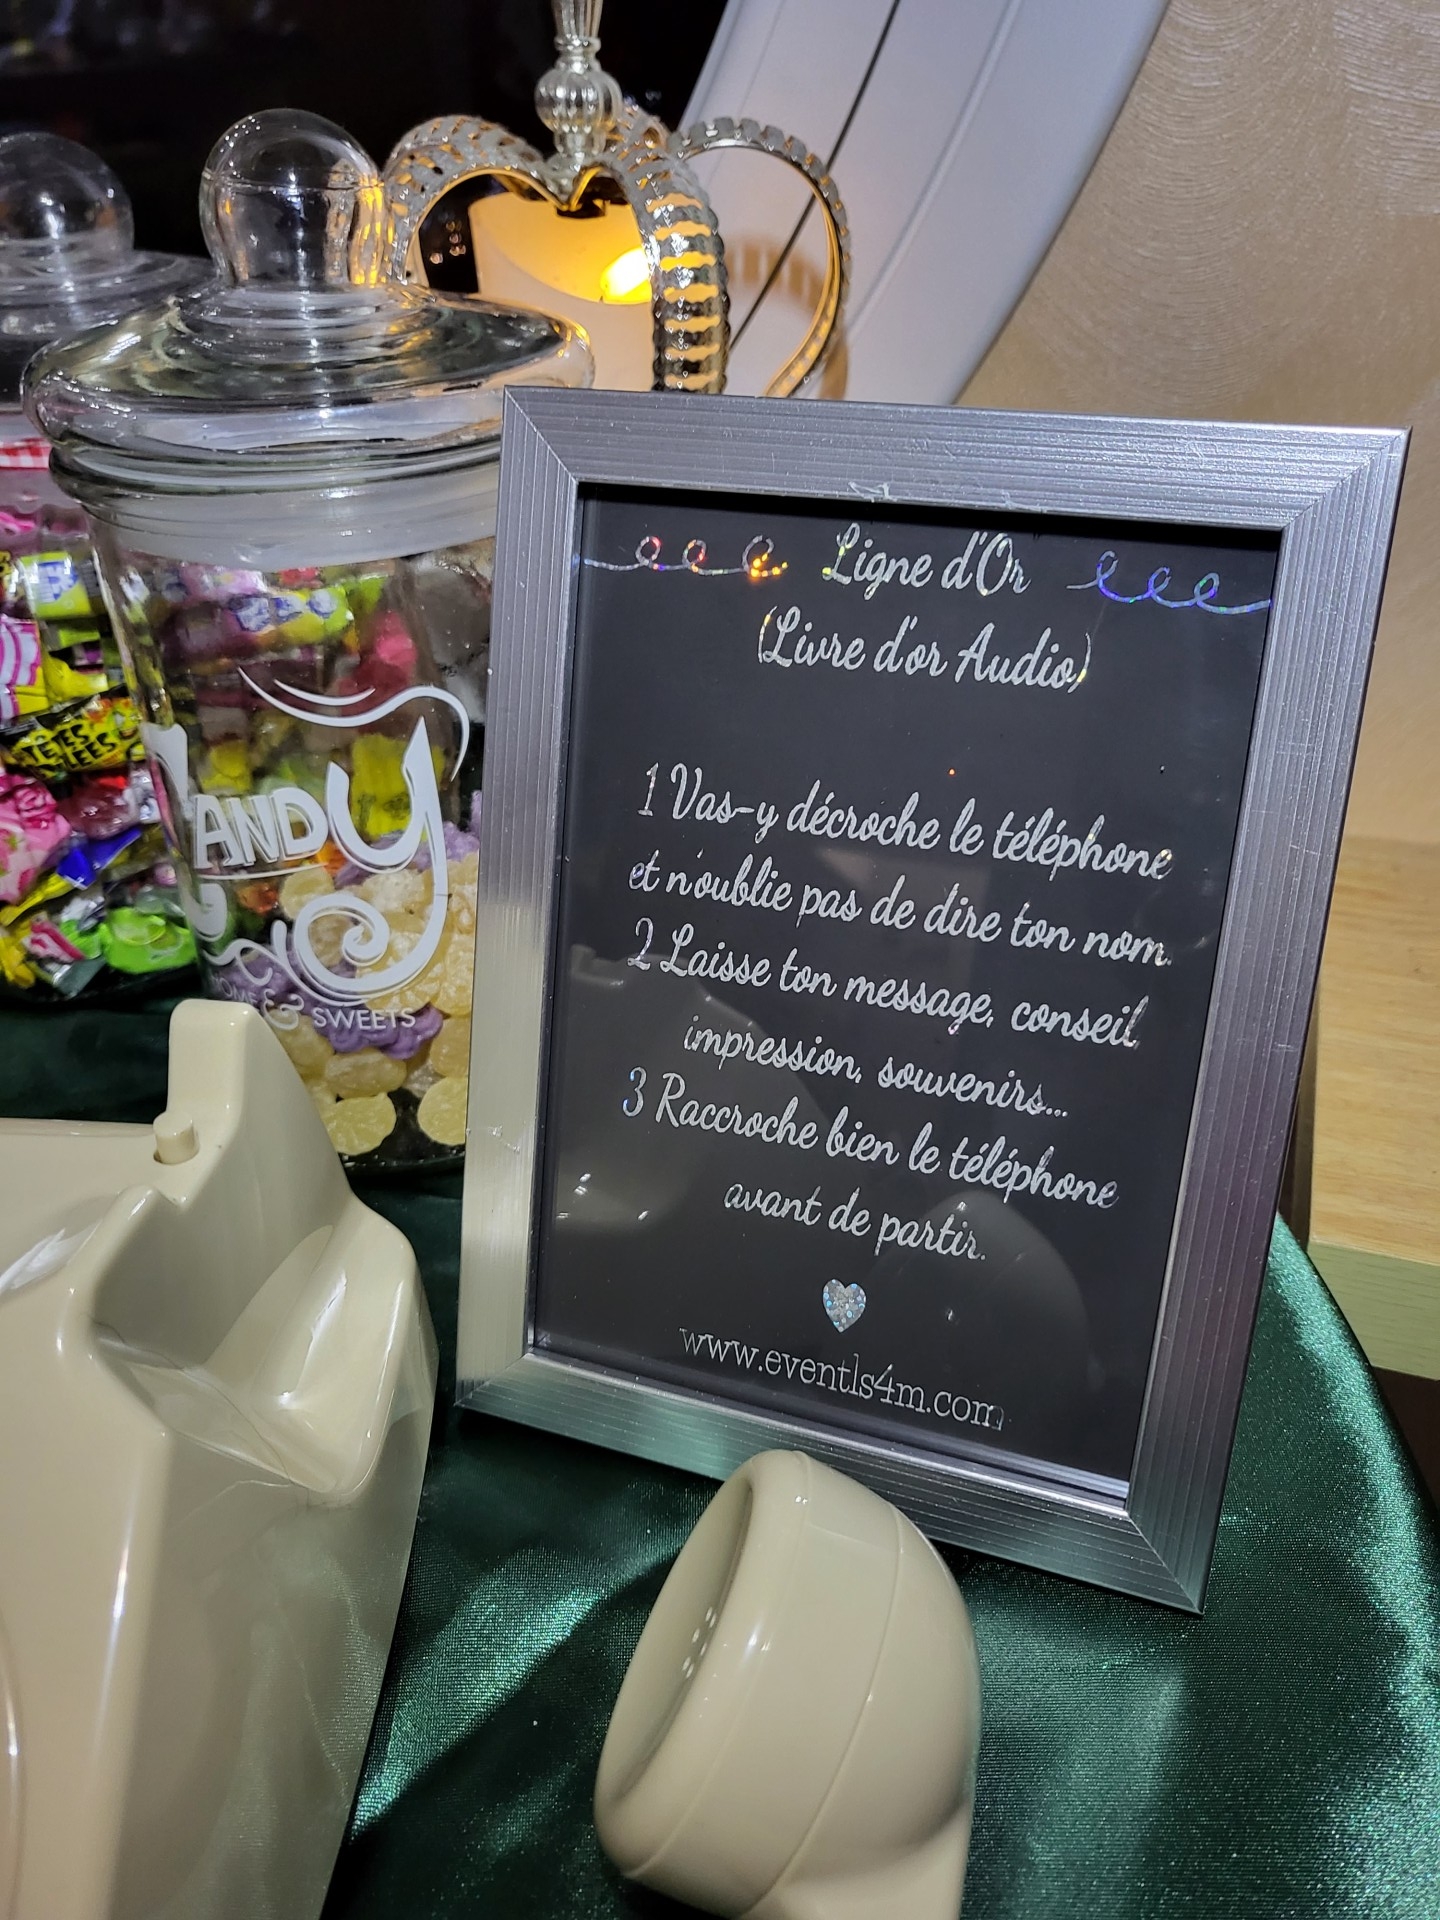 Ligne d'Or
(Livre d'or Audio)
1 Vas-y décroche le téléphone
et n'oublie pas de dire ton nom.
2 Laisse ton message, conseil,
impression, souvenirs...
3 Raccroche bien le téléphone
avant de partir.
www.eventls4m.com
CANDY
HOME & SWEETS